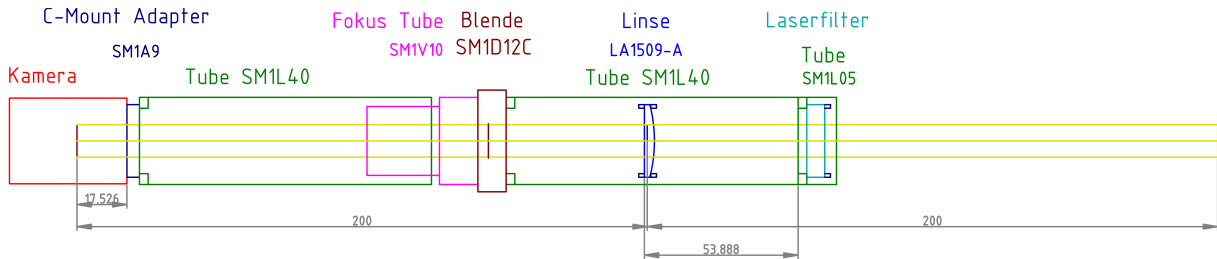 C-Mount Adapter
SM1A9
Kamera
Tube SM1L40
Fokus Tube
SM1V10
Blende
SM1D12C
Linse
LA1509-A
Tube SM1L40
Laserfilter
Tube
SM1L05
17,526
200
200
53,888